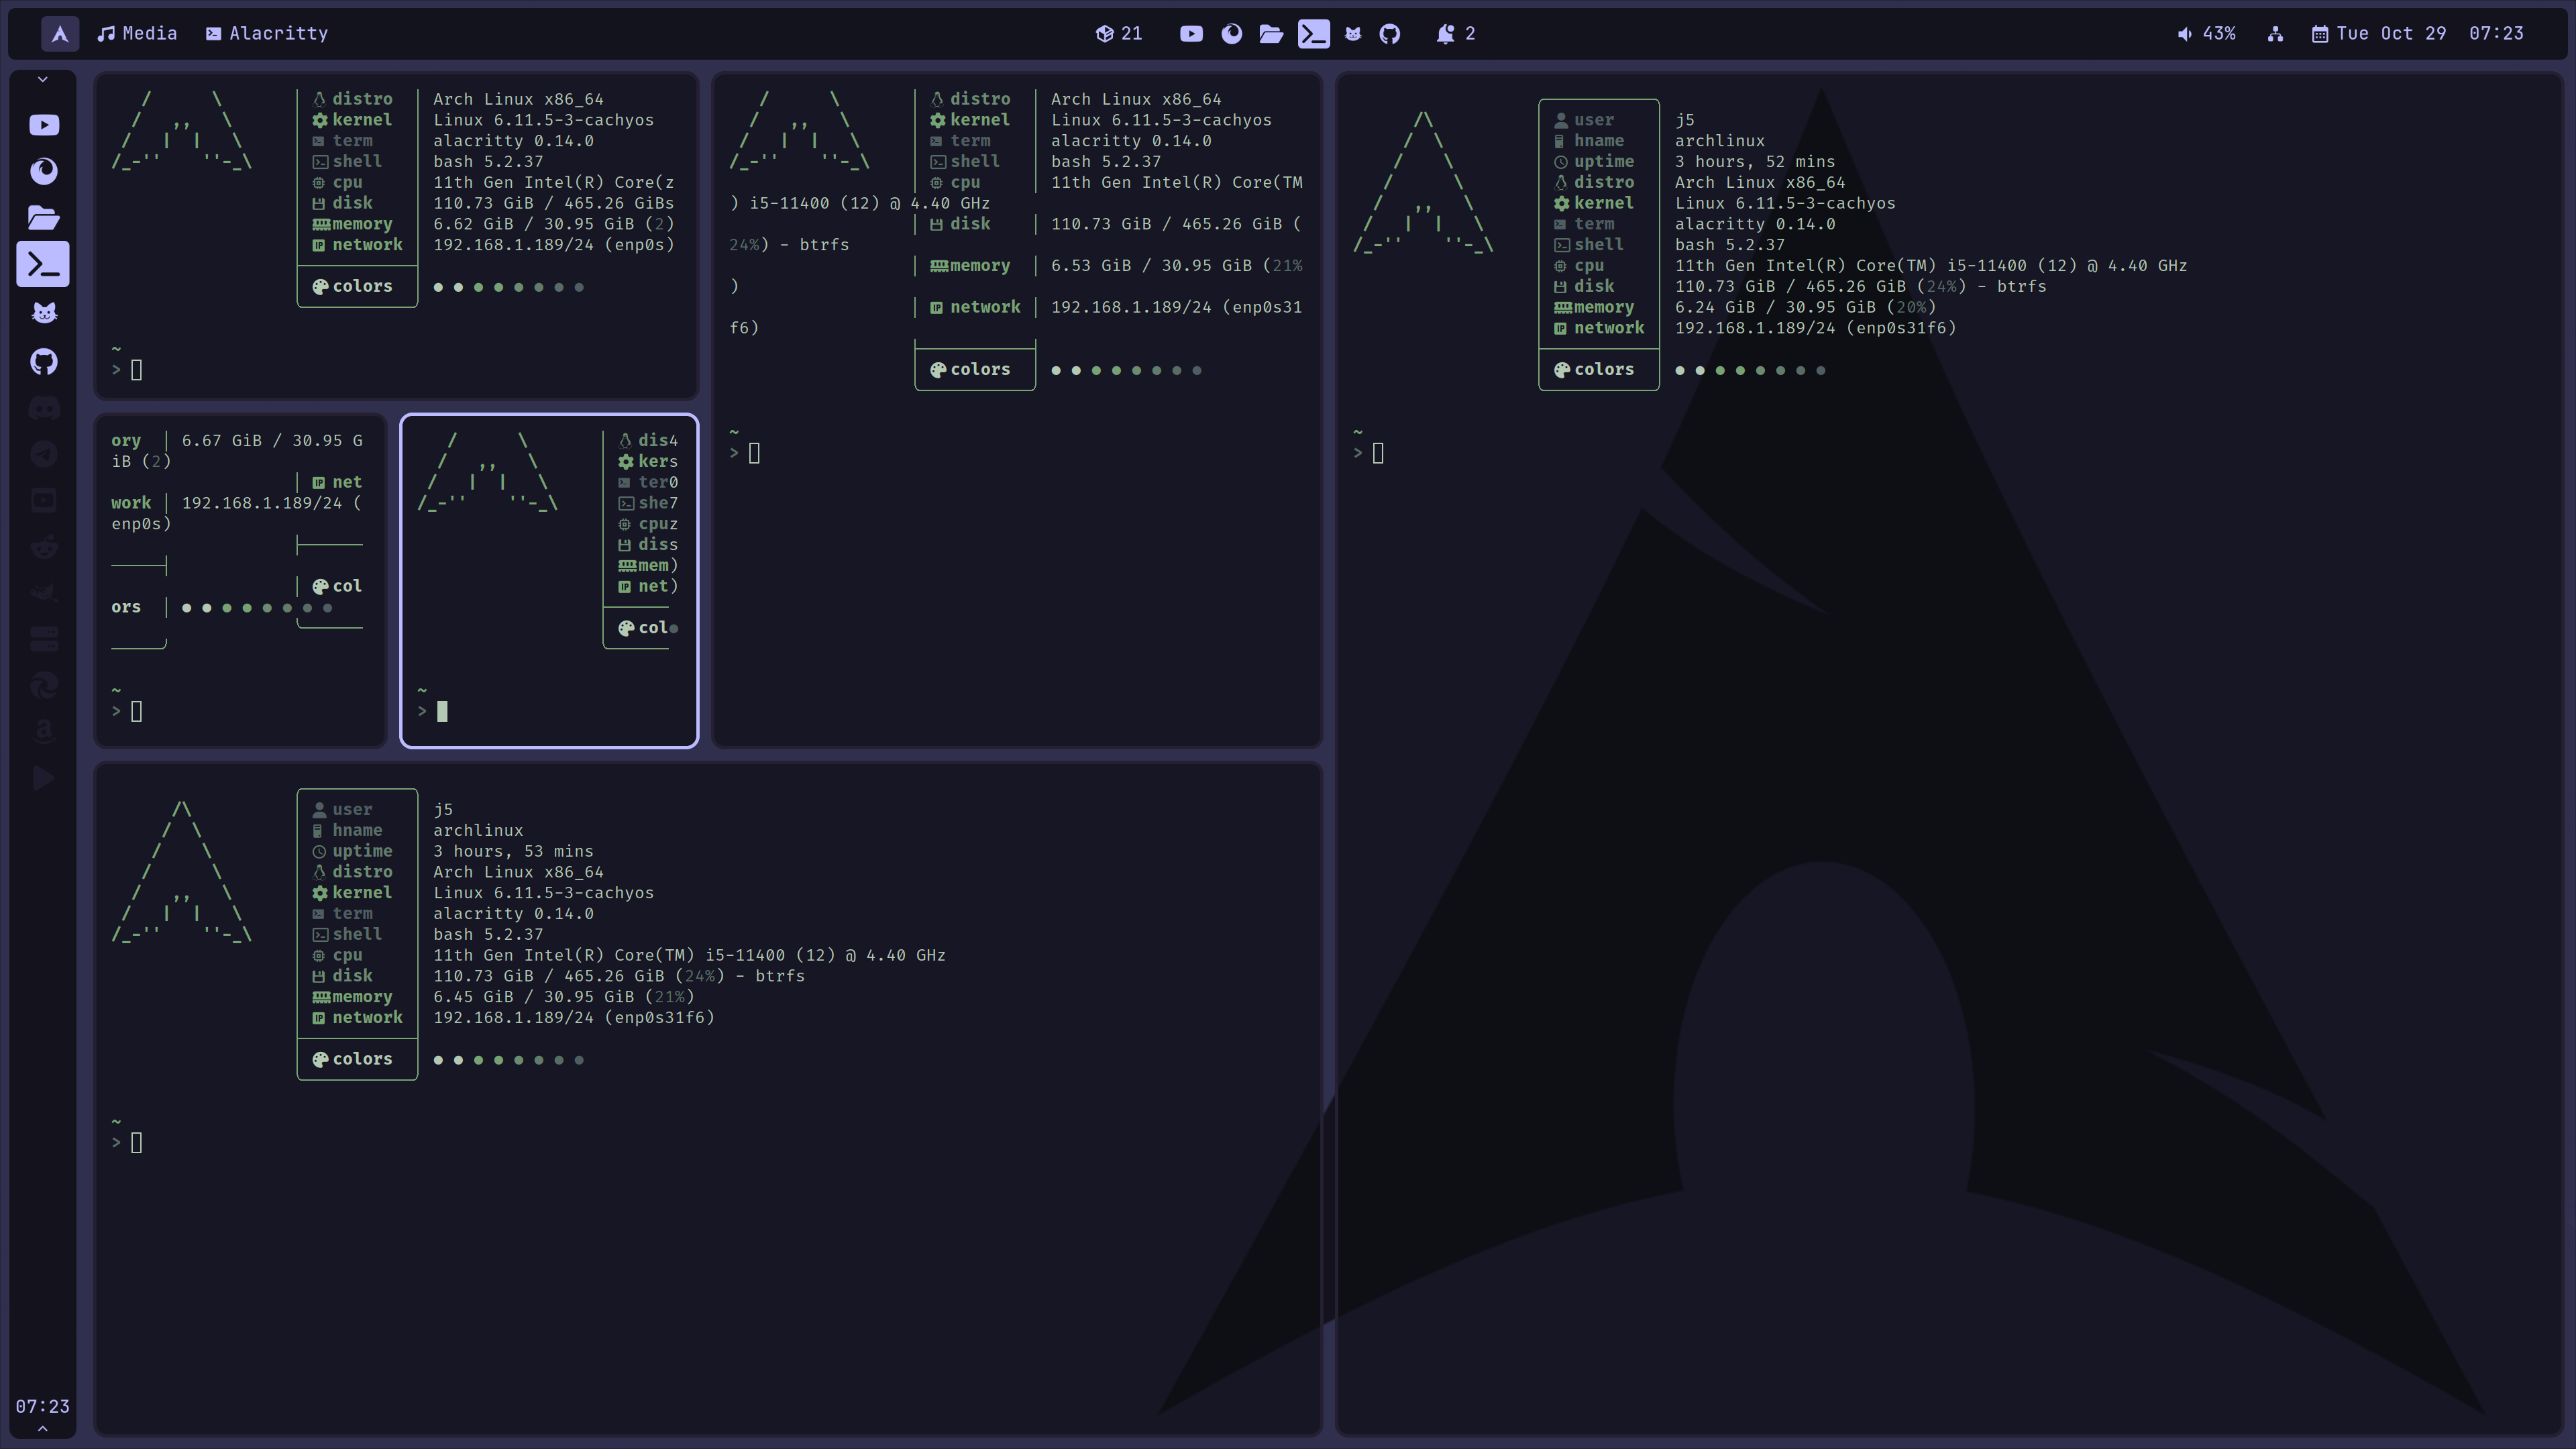 Media Alacritty 21 2 43% Tue Oct 29 07:23
distro Arch Linux x86_64
kernel Linux 6.11.5-3-cachyos
term alacritty 0.14.0
shell bash 5.2.37
cpu 11th Gen Intel(R) Core(z
disk 110.73 GiB / 465.26 GiBs
memory 6.62 GiB / 30.95 GiB (2)
network 192.168.1.189/24 (enp0s)
colors
~
>
distro Arch Linux x86_64
kernel Linux 6.11.5-3-cachyos
term alacritty 0.14.0
shell bash 5.2.37
cpu 11th Gen Intel(R) Core(TM
) i5-11400 (12) @ 4.40 GHz
disk 110.73 GiB / 465.26 GiB (
24%) - btrfs
memory 6.53 GiB / 30.95 GiB (21%
)
network 192.168.1.189/24 (enp0s31
f6)
colors
~
>
user j5
hname archlinux
uptime 3 hours, 52 mins
distro Arch Linux x86_64
kernel Linux 6.11.5-3-cachyos
term alacritty 0.14.0
shell bash 5.2.37
cpu 11th Gen Intel(R) Core(TM) i5-11400 (12) @ 4.40 GHz
disk 110.73 GiB / 465.26 GiB (24%) - btrfs
memory 6.24 GiB / 30.95 GiB (20%)
network 192.168.1.189/24 (enp0s31f6)
colors
~
>
ory 6.67 GiB / 30.95 G
iB (2)
net
work 192.168.1.189/24 (
enp0s)
col
ors
~
>
dis4
kers
ter0
she7
cpuz
diss
mem)
net)
col
~
>
user j5
hname archlinux
uptime 3 hours, 53 mins
distro Arch Linux x86_64
kernel Linux 6.11.5-3-cachyos
term alacritty 0.14.0
shell bash 5.2.37
cpu 11th Gen Intel(R) Core(TM) i5-11400 (12) @ 4.40 GHz
disk 110.73 GiB / 465.26 GiB (24%) - btrfs
memory 6.45 GiB / 30.95 GiB (21%)
network 192.168.1.189/24 (enp0s31f6)
colors
~
>
07:23